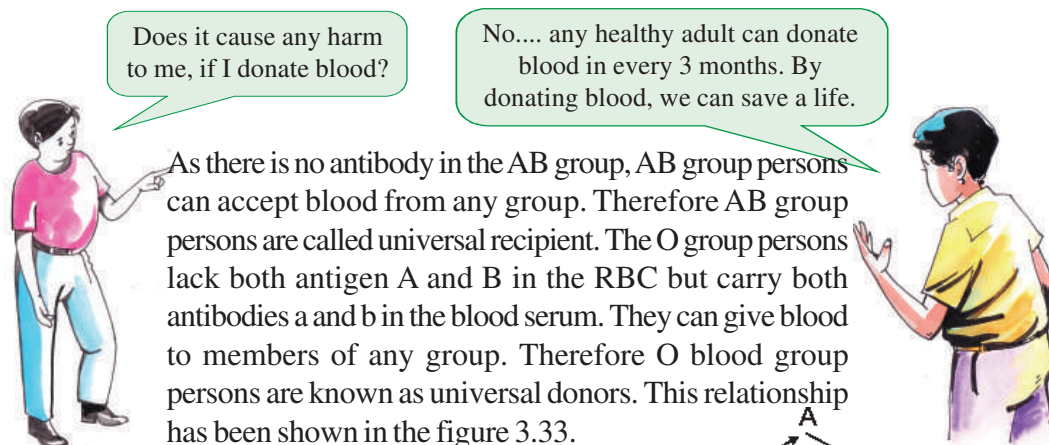 Does it cause any harm
to me, if I donate blood?
No.... any healthy adult can donate
blood in every 3 months. By
donating blood, we can save a life.
As there is no antibody in the AB group, AB group persons
can accept blood from any group. Therefore AB group
persons are called universal recipient. The O group persons
lack both antigen A and B in the RBC but carry both
antibodies a and b in the blood serum. They can give blood
to members of any group. Therefore O blood group
persons are known as universal donors. This relationship
has been shown in the figure 3.33.
A